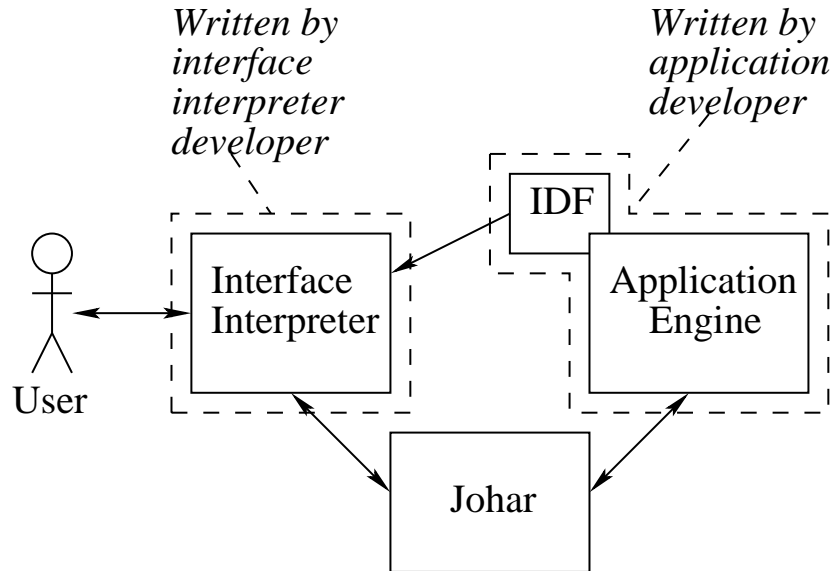 Written by
interface
interpreter
developer
Written by
application
developer
IDF
Interface
Interpreter
Application
Engine
User
Johar